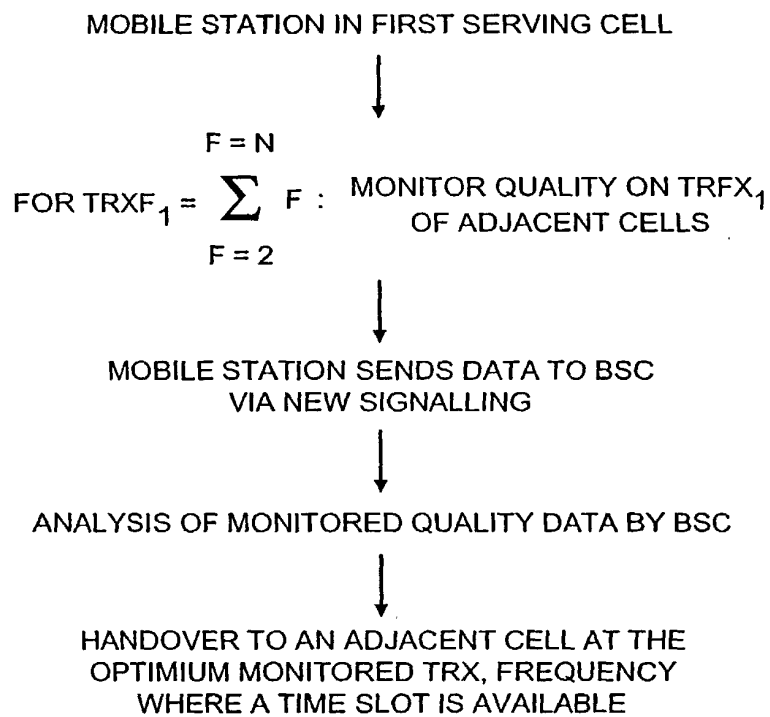 MOBILE STATION IN FIRST SERVING CELL
F = N
FOR TRXF₁ = ∑ F : MONITOR QUALITY ON TRFX₁
OF ADJACENT CELLS
F = 2
MOBILE STATION SENDS DATA TO BSC
VIA NEW SIGNALLING
ANALYSIS OF MONITORED QUALITY DATA BY BSC
HANDOVER TO AN ADJACENT CELL AT THE
OPTIMIUM MONITORED TRX, FREQUENCY
WHERE A TIME SLOT IS AVAILABLE